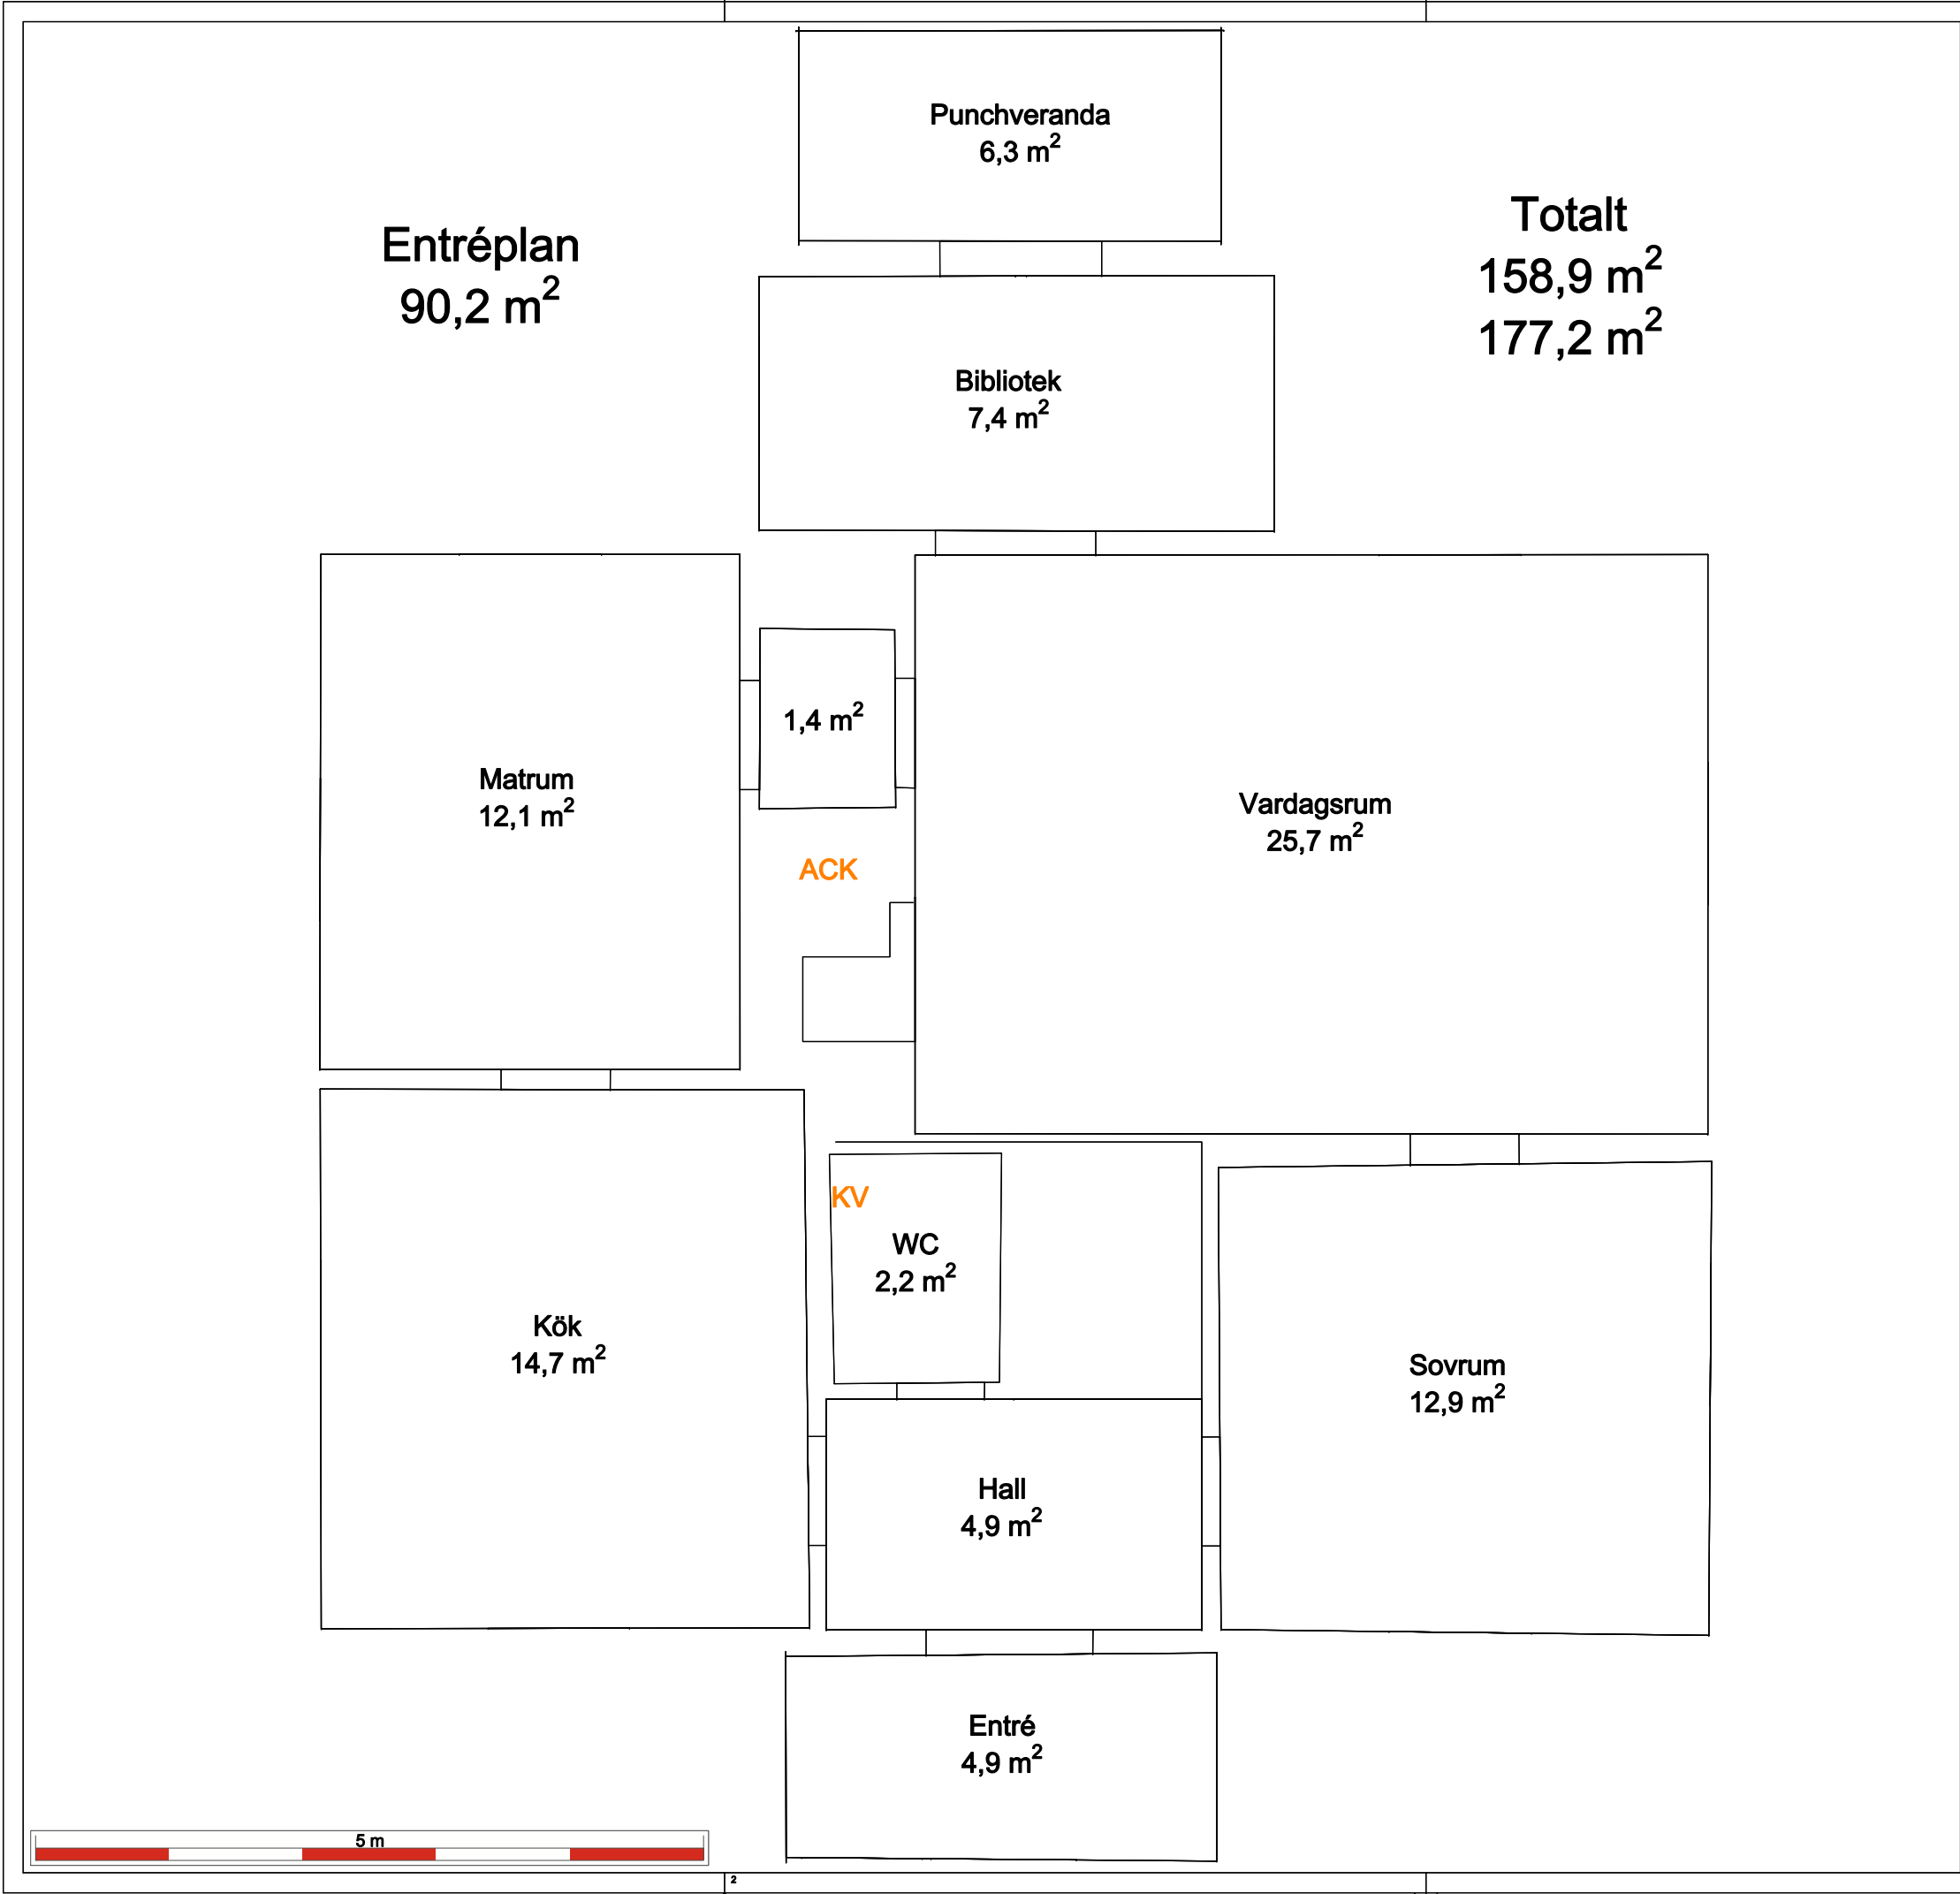 Punchveranda
6,3 m²
Entréplan
90,2 m²
Totalt
158,9 m²
177,2 m²
Bibliotek
7,4 m²
1,4 m²
Matrum
12,1 m²
Vardagsrum
25,7 m²
ACK
KV
WC
2,2 m²
Kök
14,7 m²
Sovrum
12,9 m²
Hall
4,9 m²
Entré
4,9 m²
5 m
2